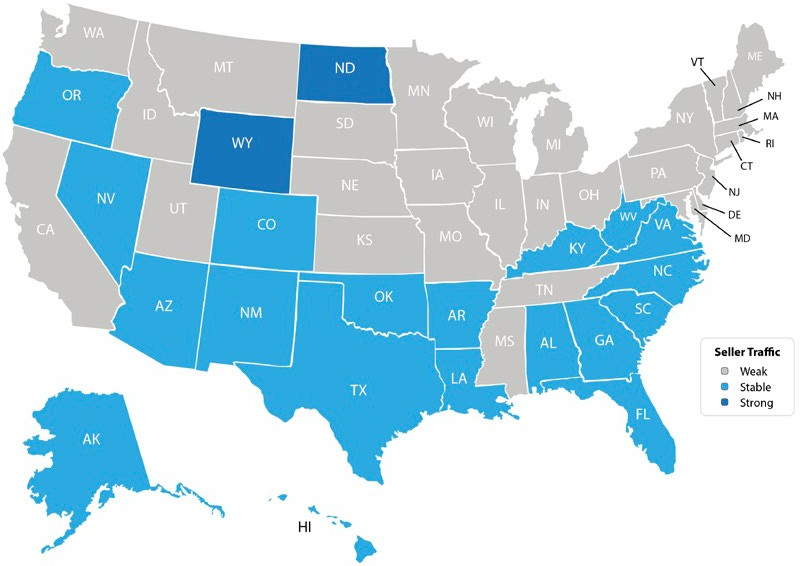 WA
MT
ND
MN
VT
ME
OR
ID
SD
WI
MI
NY
NH
MA
RI
CT
WY
NE
IA
PA
NJ
NV
UT
CO
IL
IN
OH
DE
MD
CA
KS
MO
WV
VA
KY
AZ
NM
OK
AR
TN
NC
SC
MS
AL
GA
TX
LA
FL
AK
HI
Seller Traffic
Weak
Stable
Strong